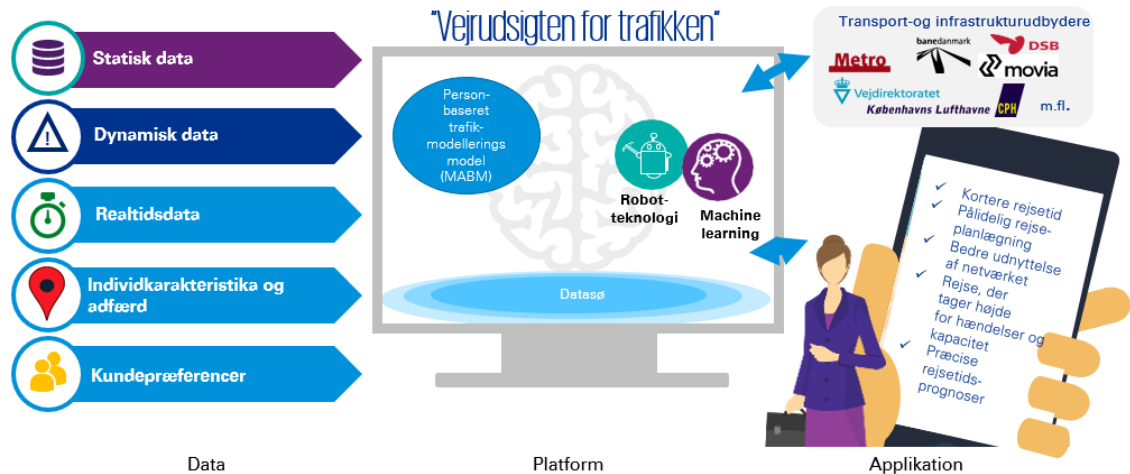 "Vejrudsigten for trafikken"
Statisk data
Dynamisk data
Realtidsdata
Individkarakteristika og
adfærd
Kundepræferencer
Person-
baseret
trafik-
modellerings
model
(MABM)
Robot-
teknologi
Machine
learning
Datasø
Transport-og infrastrukturudbydere
banedanmark
DSB
Metro
movia
Vejdirektoratet
Københavns Lufthavne
CPH
m.fl.
Kortere rejsetid
Pålidelig rejse-
planlægning
Bedre udnyttelse
af netværket
Rejse, der
tager højde
for hændelser og
kapacitet
Præcise
rejsetids-
prognoser
Data
Platform
Applikation